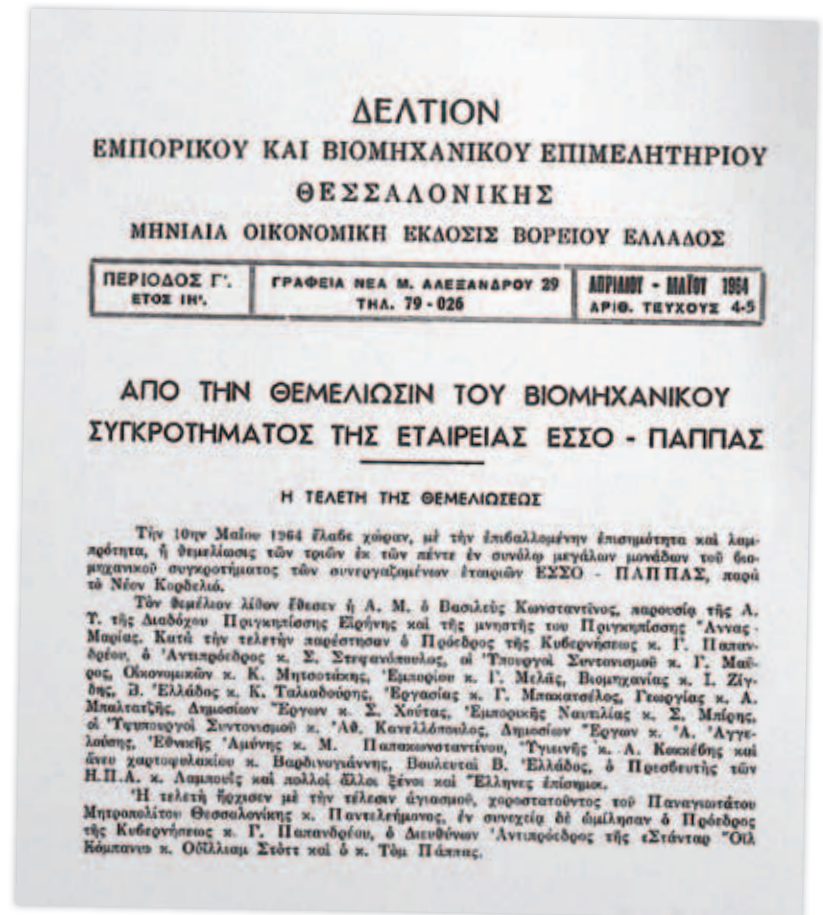 ΔΕΛΤΙΟΝ
ΕΜΠΟΡΙΚΟΥ ΚΑΙ ΒΙΟΜΗΧΑΝΙΚΟΥ ΕΠΙΜΕΛΗΤΗΡΙΟΥ
ΘΕΣΣΑΛΟΝΙΚΗΣ
ΜΗΝΙΑΙΑ ΟΙΚΟΝΟΜΙΚΗ ΕΚΔΟΣΙΣ ΒΟΡΕΙΟΥ ΕΛΛΑΔΟΣ
ΠΕΡΙΟΔΟΣ Γ'.
ΕΤΟΣ ΙΗ'.
ΓΡΑΦΕΙΑ ΝΕΑ Μ. ΑΛΕΞΑΝΔΡΟΥ 29
ΤΗΛ. 79-026
ΑΠΡΙΛΙΟΥ - ΜΑΪΟΥ 1964
ΑΡΙΘ. ΤΕΥΧΟΥΣ 4-5
ΑΠΟ ΤΗΝ ΘΕΜΕΛΙΩΣΙΝ ΤΟΥ ΒΙΟΜΗΧΑΝΙΚΟΥ
ΣΥΓΚΡΟΤΗΜΑΤΟΣ ΤΗΣ ΕΤΑΙΡΕΙΑΣ ΕΣΣΟ - ΠΑΠΠΑΣ
Η ΤΕΛΕΤΗ ΤΗΣ ΘΕΜΕΛΙΩΣΕΩΣ
Τὴν 10ην Μαΐου 1964 ἔλαβε χώραν, μὲ τὴν ἐπιβαλλομένην ἐπισημότητα καὶ λαμ-
πρότητα, ἡ θεμελίωσις τῶν τριῶν ἐκ τῶν πέντε ἐν συνόλῳ μεγάλων μονάδων τοῦ βιο-
μηχανικοῦ συγκροτήματος τῶν συνεργαζομένων ἑταιριῶν ΕΣΣΟ - ΠΑΠΠΑΣ, παρὰ
τὸ Νέον Κορδελιό.
Τὸν θεμέλιον λίθον ἔθεσεν ἡ Α. Μ. ὁ Βασιλεὺς Κωνσταντῖνος, παρουσίᾳ τῆς Α.
Υ. τῆς Διαδόχου Πριγκηπίσσης Εἰρήνης καὶ τῆς μνηστῆς του Πριγκηπίσσης Ἄννας -
Μαρίας. Κατὰ τὴν τελετὴν παρέστησαν ὁ Πρόεδρος τῆς Κυβερνήσεως κ. Γ. Παπαν-
δρέου, ὁ Ἀντιπρόεδρος κ. Σ. Στεφανόπουλος, οἱ Ὑπουργοὶ Συντονισμοῦ κ. Γ. Μαῦ-
ρος, Οἰκονομικῶν κ. Κ. Μητσοτάκης, Ἐμπορίου κ. Γ. Μελᾶς, Βιομηχανίας κ. Ι. Ζίγ-
δης, Β. Ἑλλάδος κ. Κ. Ταλιαδούρης, Ἐργασίας κ. Γ. Μπακατσέλος, Γεωργίας κ. Α.
Μπαλτατζῆς, Δημοσίων Ἔργων κ. Σ. Χούτας, Ἐμπορικῆς Ναυτιλίας κ. Σ. Μπίρης,
οἱ Ὑφυπουργοὶ Συντονισμοῦ κ. Ἀθ. Κανελλόπουλος, Δημοσίων Ἔργων κ. Ἀ. Ἀγγε-
λούσης, Ἐθνικῆς Ἀμύνης κ. Μ. Παπακωνσταντίνου, Ὑγιεινῆς κ. Α. Κοκκέβης καὶ
ἄνευ χαρτοφυλακίου κ. Βαρδινογιάννης, Βουλευταὶ Β. Ἑλλάδος, ὁ Πρεσβευτὴς τῶν
Η.Π.Α. κ. Λαμπουῒς καὶ πολλοὶ ἄλλοι ξένοι καὶ Ἕλληνες ἐπίσημοι.
Ἡ τελετὴ ἤρχισεν μὲ τὴν τέλεσιν ἁγιασμοῦ, χοροστατοῦντος τοῦ Παναγιωτάτου
Μητροπολίτου Θεσσαλονίκης κ. Παντελεήμονος, ἐν συνεχείᾳ δὲ ὡμίλησαν ὁ Πρόεδρος
τῆς Κυβερνήσεως κ. Γ. Παπανδρέου, ὁ Διευθύνων Ἀντιπρόεδρος τῆς «Στάνταρ Ὄϊλ
Κόμπανυ» κ. Οὐΐλλιαμ Στὸτ καὶ ὁ κ. Τὸμ Πάππας.